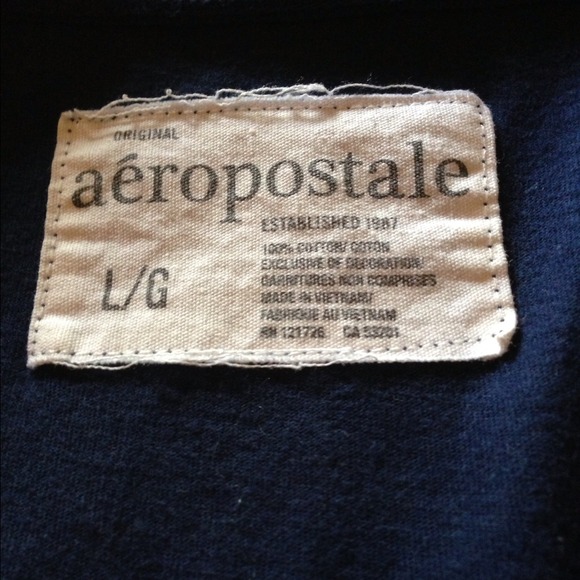 ORIGINAL
aéropostale
ESTABLISHED 1987
L/G
100% COTTON/ COTON
EXCLUSIVE OF DECORATION/
GARNITURES NON COMPRISES
MADE IN VIETNAM/
FABRIQUE AU VIETNAM
RN 121726 CA 53201